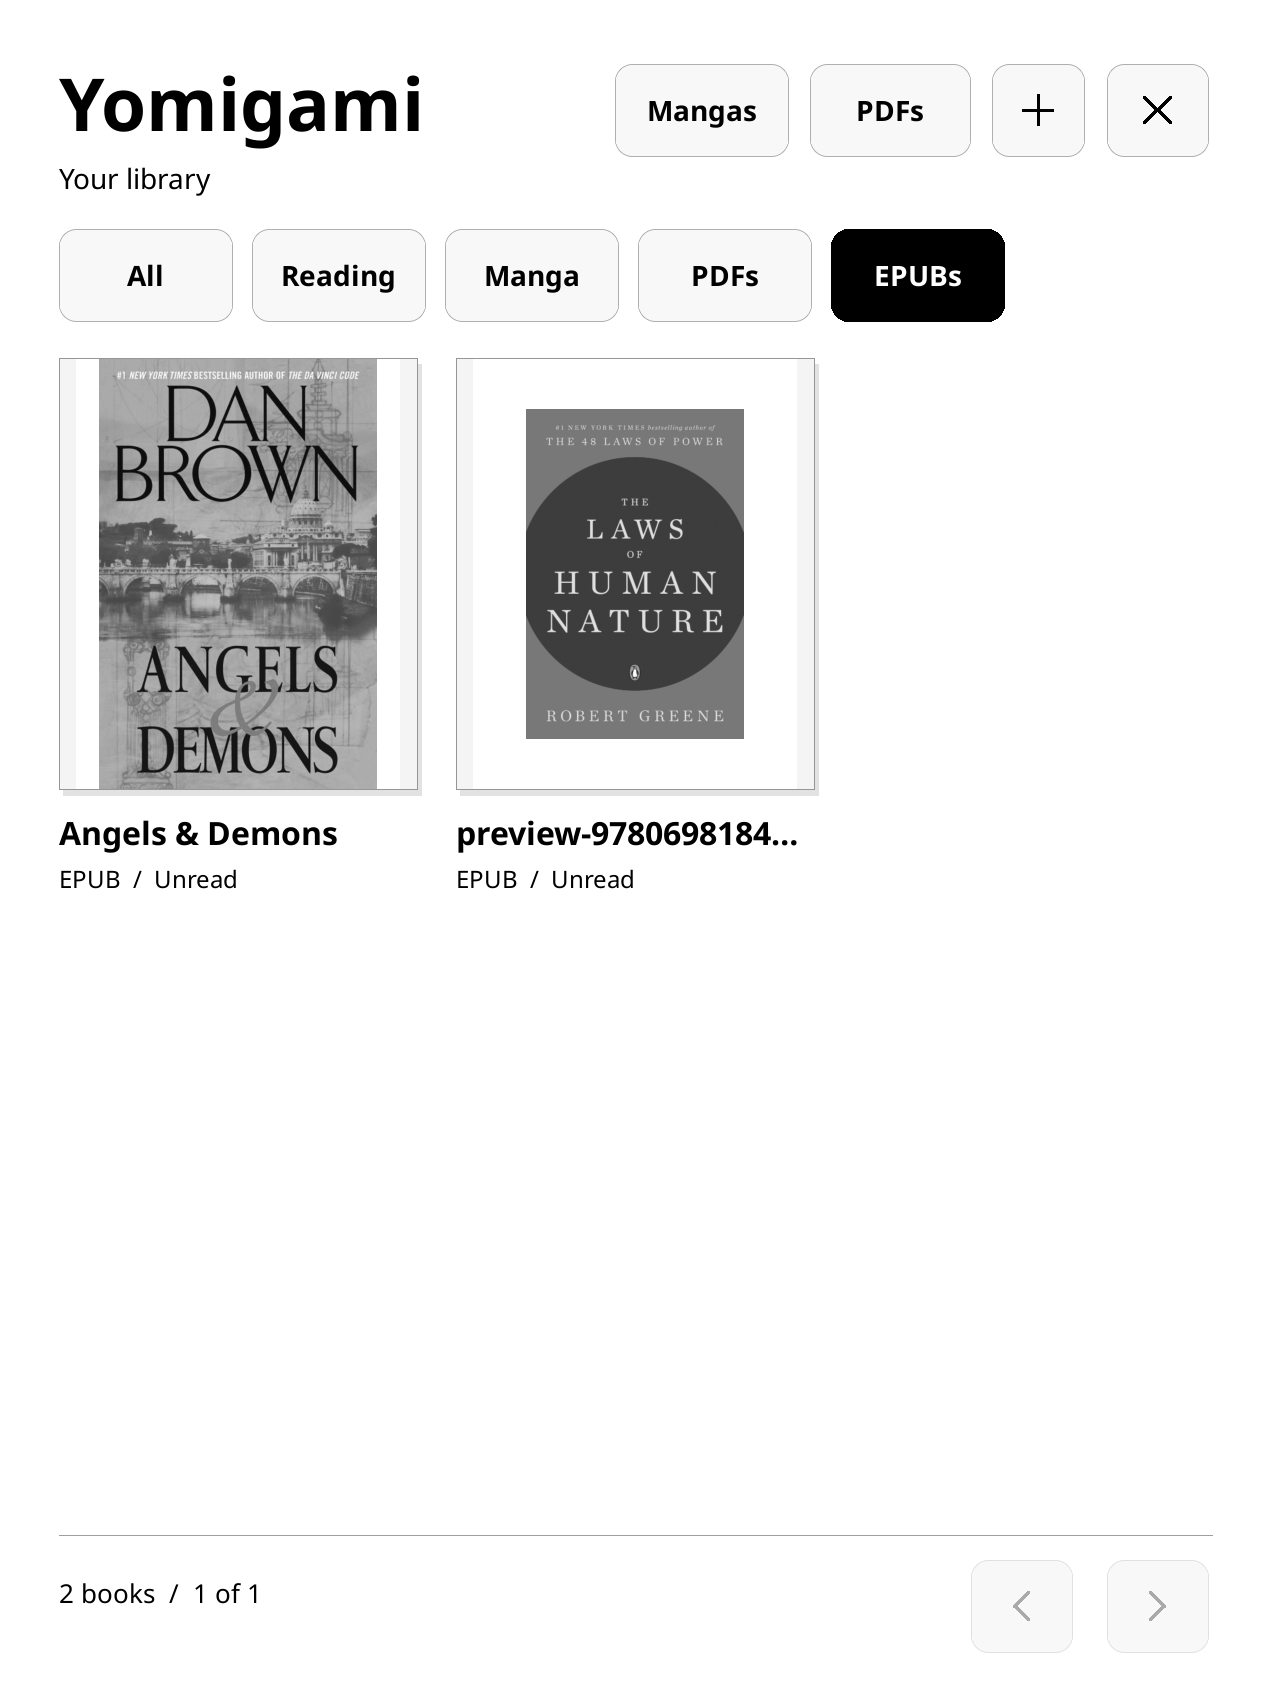 Yomigami
Mangas
PDFs
Your library
All
Reading
Manga
PDFs
EPUBs
#1 NEW YORK TIMES BESTSELLING AUTHOR OF THE DA VINCI CODE
DAN
BROWN
ANGELS
&
DEMONS
#1 NEW YORK TIMES bestselling author of
THE 48 LAWS OF POWER
THE
LAWS
OF
HUMAN
NATURE
ROBERT GREENE
Angels & Demons
EPUB / Unread
preview-9780698184...
EPUB / Unread
2 books / 1 of 1